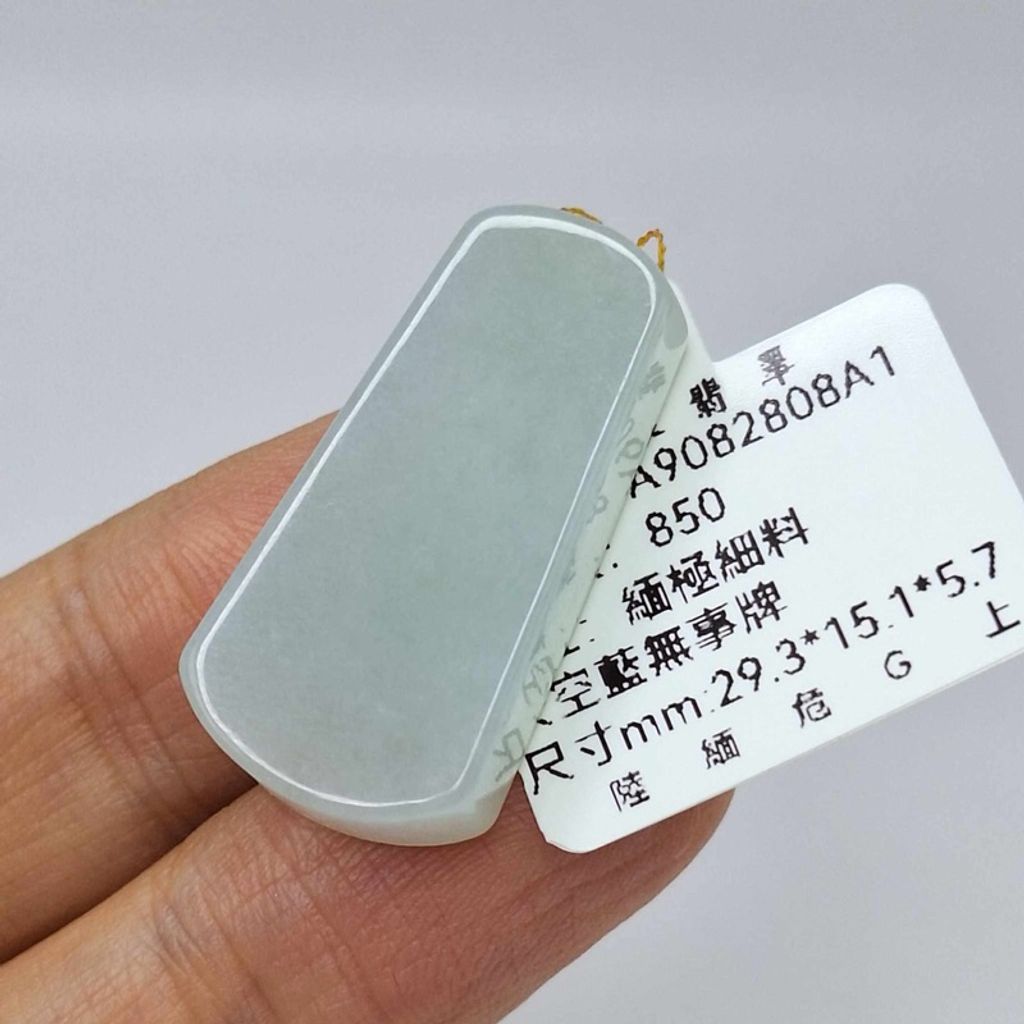 翡翠
A9082808A1
850
緬極細料
空藍無事牌
尺寸mm:29.3*15.1*5.7
陸 緬 危 G 上